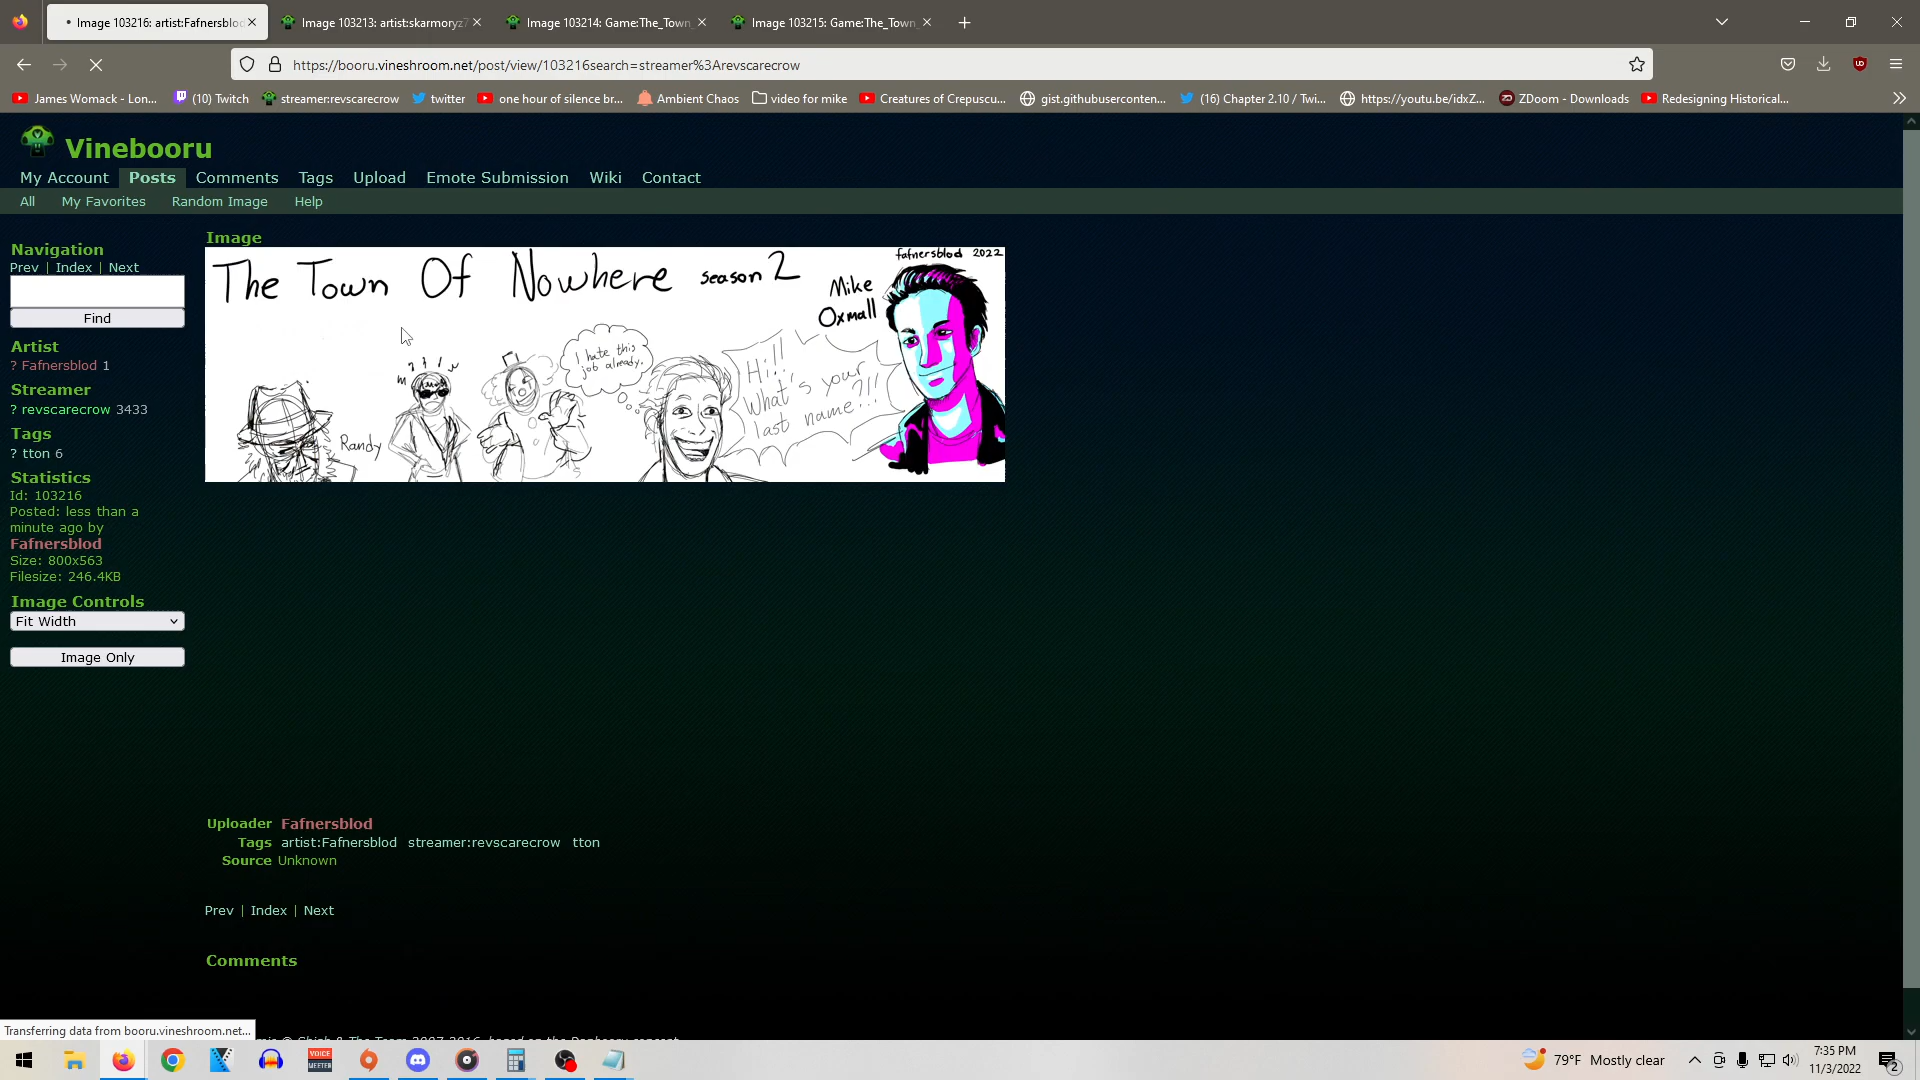 Image 103216: artist:Fafnersblod
Image 103213: artist:skarmoryz7
Image 103214: Game:The_Town_
Image 103215: Game:The_Town_
https://booru.vineshroom.net/post/view/103216search=streamer%3Arevscarecrow
James Womack - Lon...
(10) Twitch
streamer:revscarecrow
twitter
one hour of silence br...
Ambient Chaos
video for mike
Creatures of Crepuscu...
gist.githubuserconten...
(16) Chapter 2.10 / Twi...
https://youtu.be/idxZ...
ZDoom - Downloads
Redesigning Historical...
Vinebooru
My Account Posts Comments Tags Upload Emote Submission Wiki Contact
All My Favorites Random Image Help
Navigation
Prev | Index | Next
Find
Artist
? Fafnersblod 1
Streamer
? revscarecrow 3433
Tags
? tton 6
Statistics
Id: 103216
Posted: less than a
minute ago by
Fafnersblod
Size: 800x563
Filesize: 246.4KB
Image Controls
Fit Width
Image Only
Image
The Town Of Nowhere season 2
fafnersblod 2022
Mike
Oxmall
I hate this
job already.
Hi!!
What's your
last name?!!
Randy
Uploader Fafnersblod
Tags artist:Fafnersblod streamer:revscarecrow tton
Source Unknown
Prev | Index | Next
Comments
Transferring data from booru.vineshroom.net...
VOICE
MEETER
79°F Mostly clear
7:35 PM
11/3/2022
2